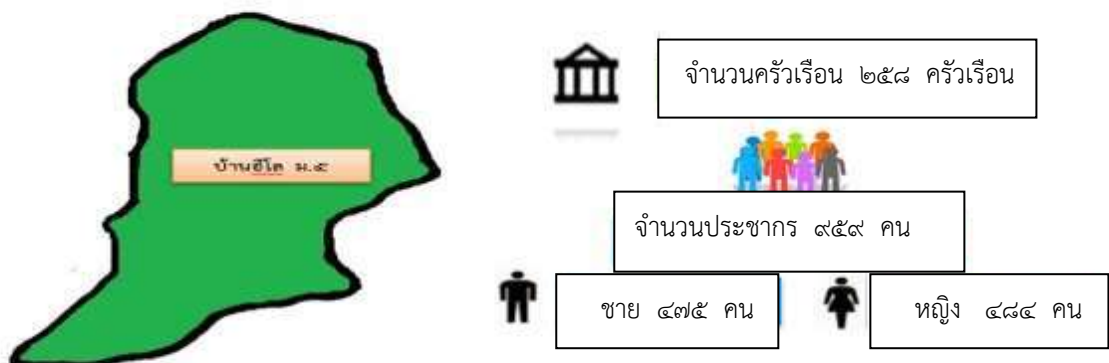 จำนวนครัวเรือน ๒๕๘ ครัวเรือน
บ้านอีโต ม.๕
จำนวนประชากร ๙๕๙ คน
ชาย ๔๗๕ คน
หญิง ๔๘๔ คน